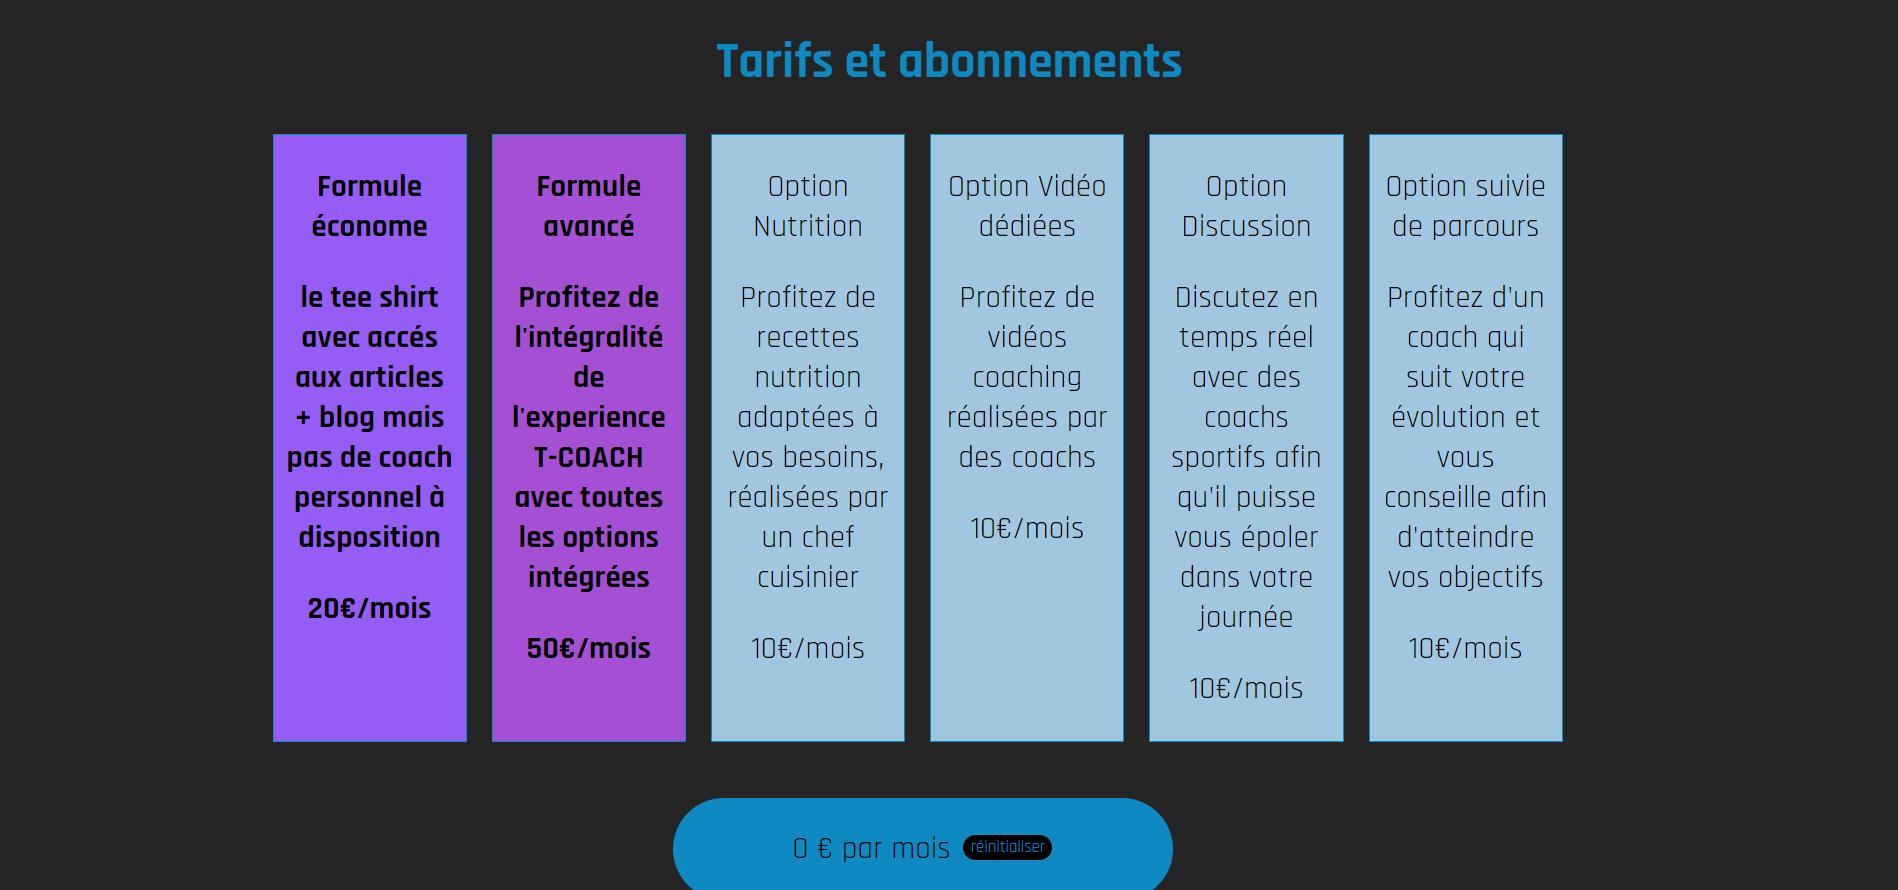 Tarifs et abonnements
Formule
économe
le tee shirt
avec accés
aux articles
+ blog mais
pas de coach
personnel à
disposition
20€/mois
Formule
avancé
Profitez de
l'intégralité
de
l'experience
T-COACH
avec toutes
les options
intégrées
50€/mois
Option
Nutrition
Profitez de
recettes
nutrition
adaptées à
vos besoins,
réalisées par
un chef
cuisinier
10€/mois
Option Vidéo
dédiées
Profitez de
vidéos
coaching
réalisées par
des coachs
10€/mois
Option
Discussion
Discutez en
temps réel
avec des
coachs
sportifs afin
qu'il puisse
vous époler
dans votre
journée
10€/mois
Option suivie
de parcours
Profitez d'un
coach qui
suit votre
évolution et
vous
conseille afin
d'atteindre
vos objectifs
10€/mois
0 € par mois réinitialiser